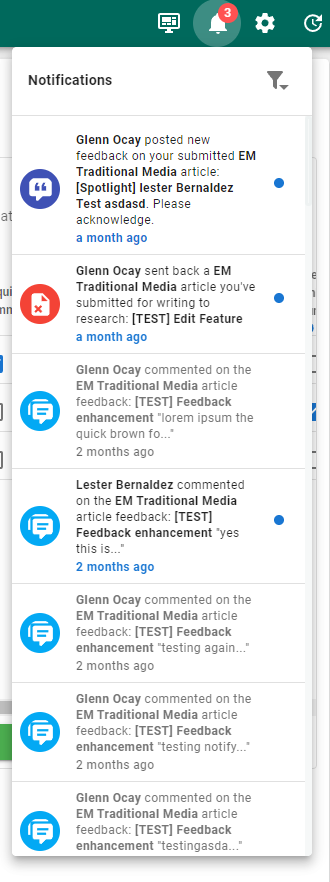 3
Notifications
Glenn Ocay posted new
feedback on your submitted EM
Traditional Media article:
[Spotlight] lester Bernaldez
Test asdasd. Please
acknowledge.
a month ago
Glenn Ocay sent back a EM
Traditional Media article you've
submitted for writing to
research: [TEST] Edit Feature
a month ago
Glenn Ocay commented on the
EM Traditional Media article
feedback: [TEST] Feedback
enhancement "lorem ipsum the
quick brown fo..."
2 months ago
Lester Bernaldez commented
on the EM Traditional Media
article feedback: [TEST]
Feedback enhancement "yes
this is..."
2 months ago
Glenn Ocay commented on the
EM Traditional Media article
feedback: [TEST] Feedback
enhancement "testing again..."
2 months ago
Glenn Ocay commented on the
EM Traditional Media article
feedback: [TEST] Feedback
enhancement "testing notify..."
2 months ago
Glenn Ocay commented on the
EM Traditional Media article
feedback: [TEST] Feedback
enhancement "testingasda..."